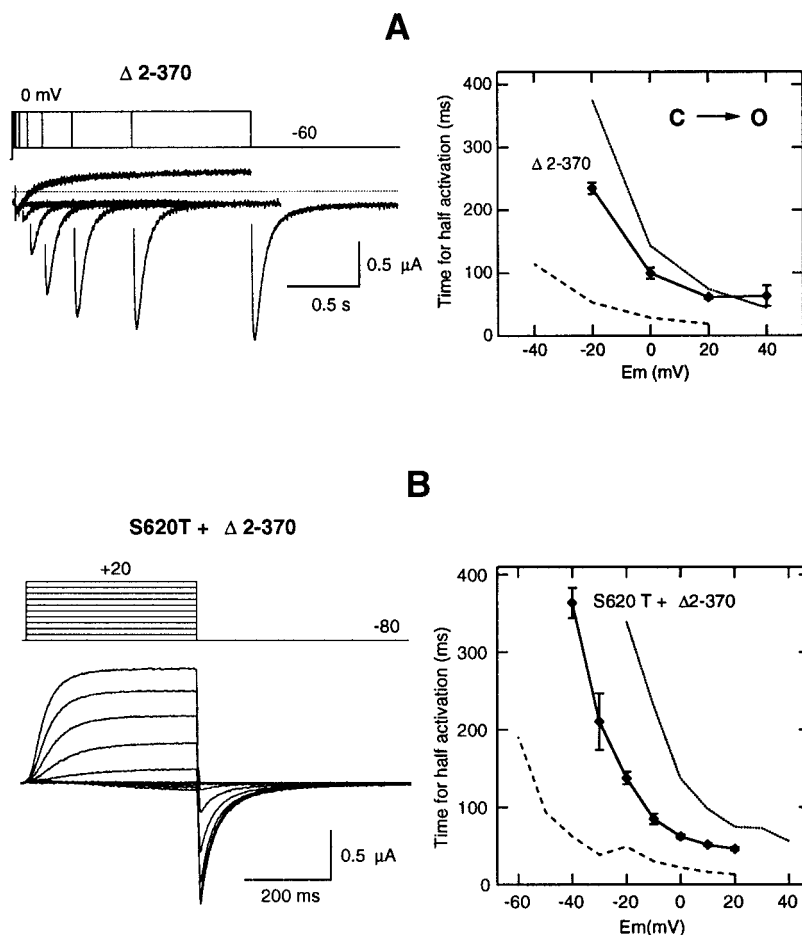 A
Δ 2-370
0 mV
-60
0.5 μA
0.5 s
Time for half activation (ms)
400
300
200
100
0
C → O
Δ 2-370
-40 -20 0 20 40
Em (mV)
B
S620T + Δ 2-370
+20
-80
0.5 μA
200 ms
Time for half activation (ms)
400
300
200
100
0
S620 T + Δ2-370
-60 -40 -20 0 20 40
Em(mV)